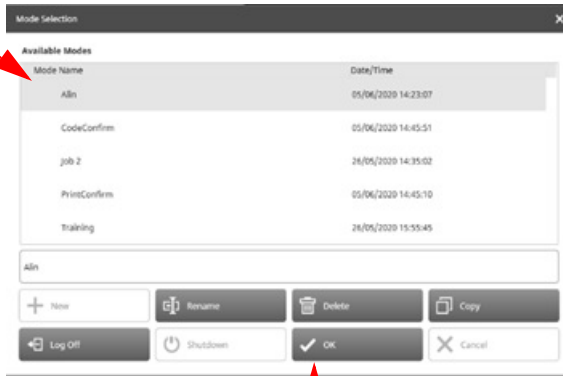 Mode Selection
Available Modes
Mode Name Date/Time
Alin 05/06/2020 14:23:07
CodeConfirm 05/06/2020 14:45:51
Job 2 26/05/2020 14:35:02
PrintConfirm 05/06/2020 14:45:10
Training 26/05/2020 15:55:45
Alin
New Rename Delete Copy
Log Off Shutdown OK Cancel